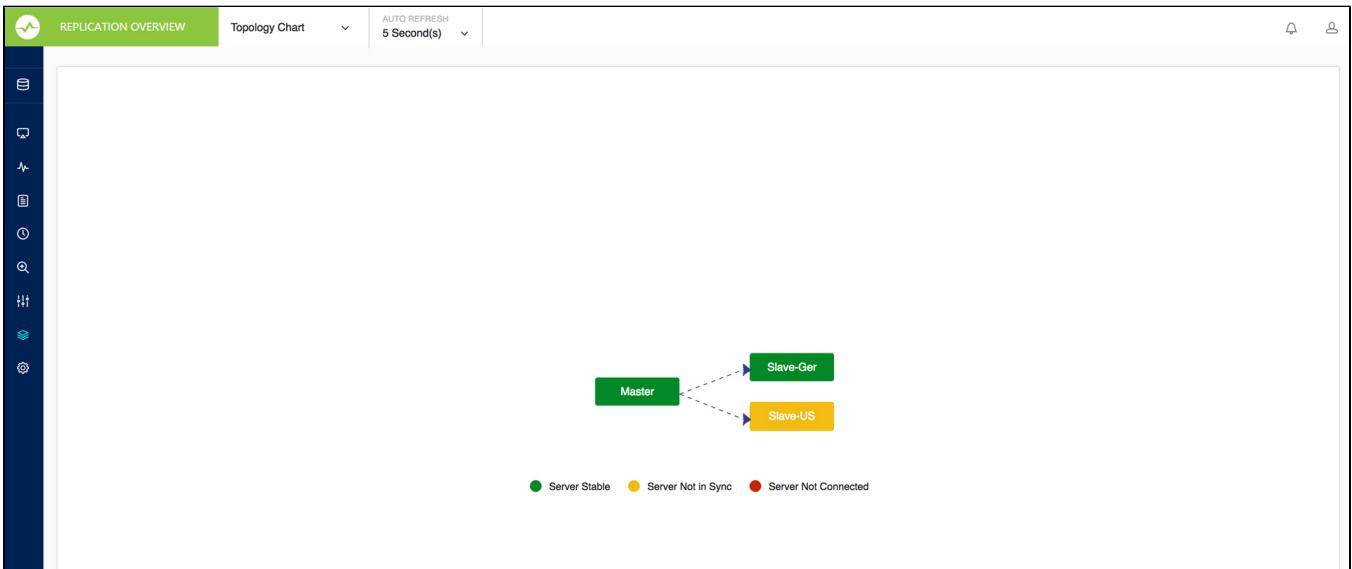 REPLICATION OVERVIEW
Topology Chart
AUTO REFRESH
5 Second(s)
Slave-Ger
Master
Slave-US
Server Stable
Server Not in Sync
Server Not Connected